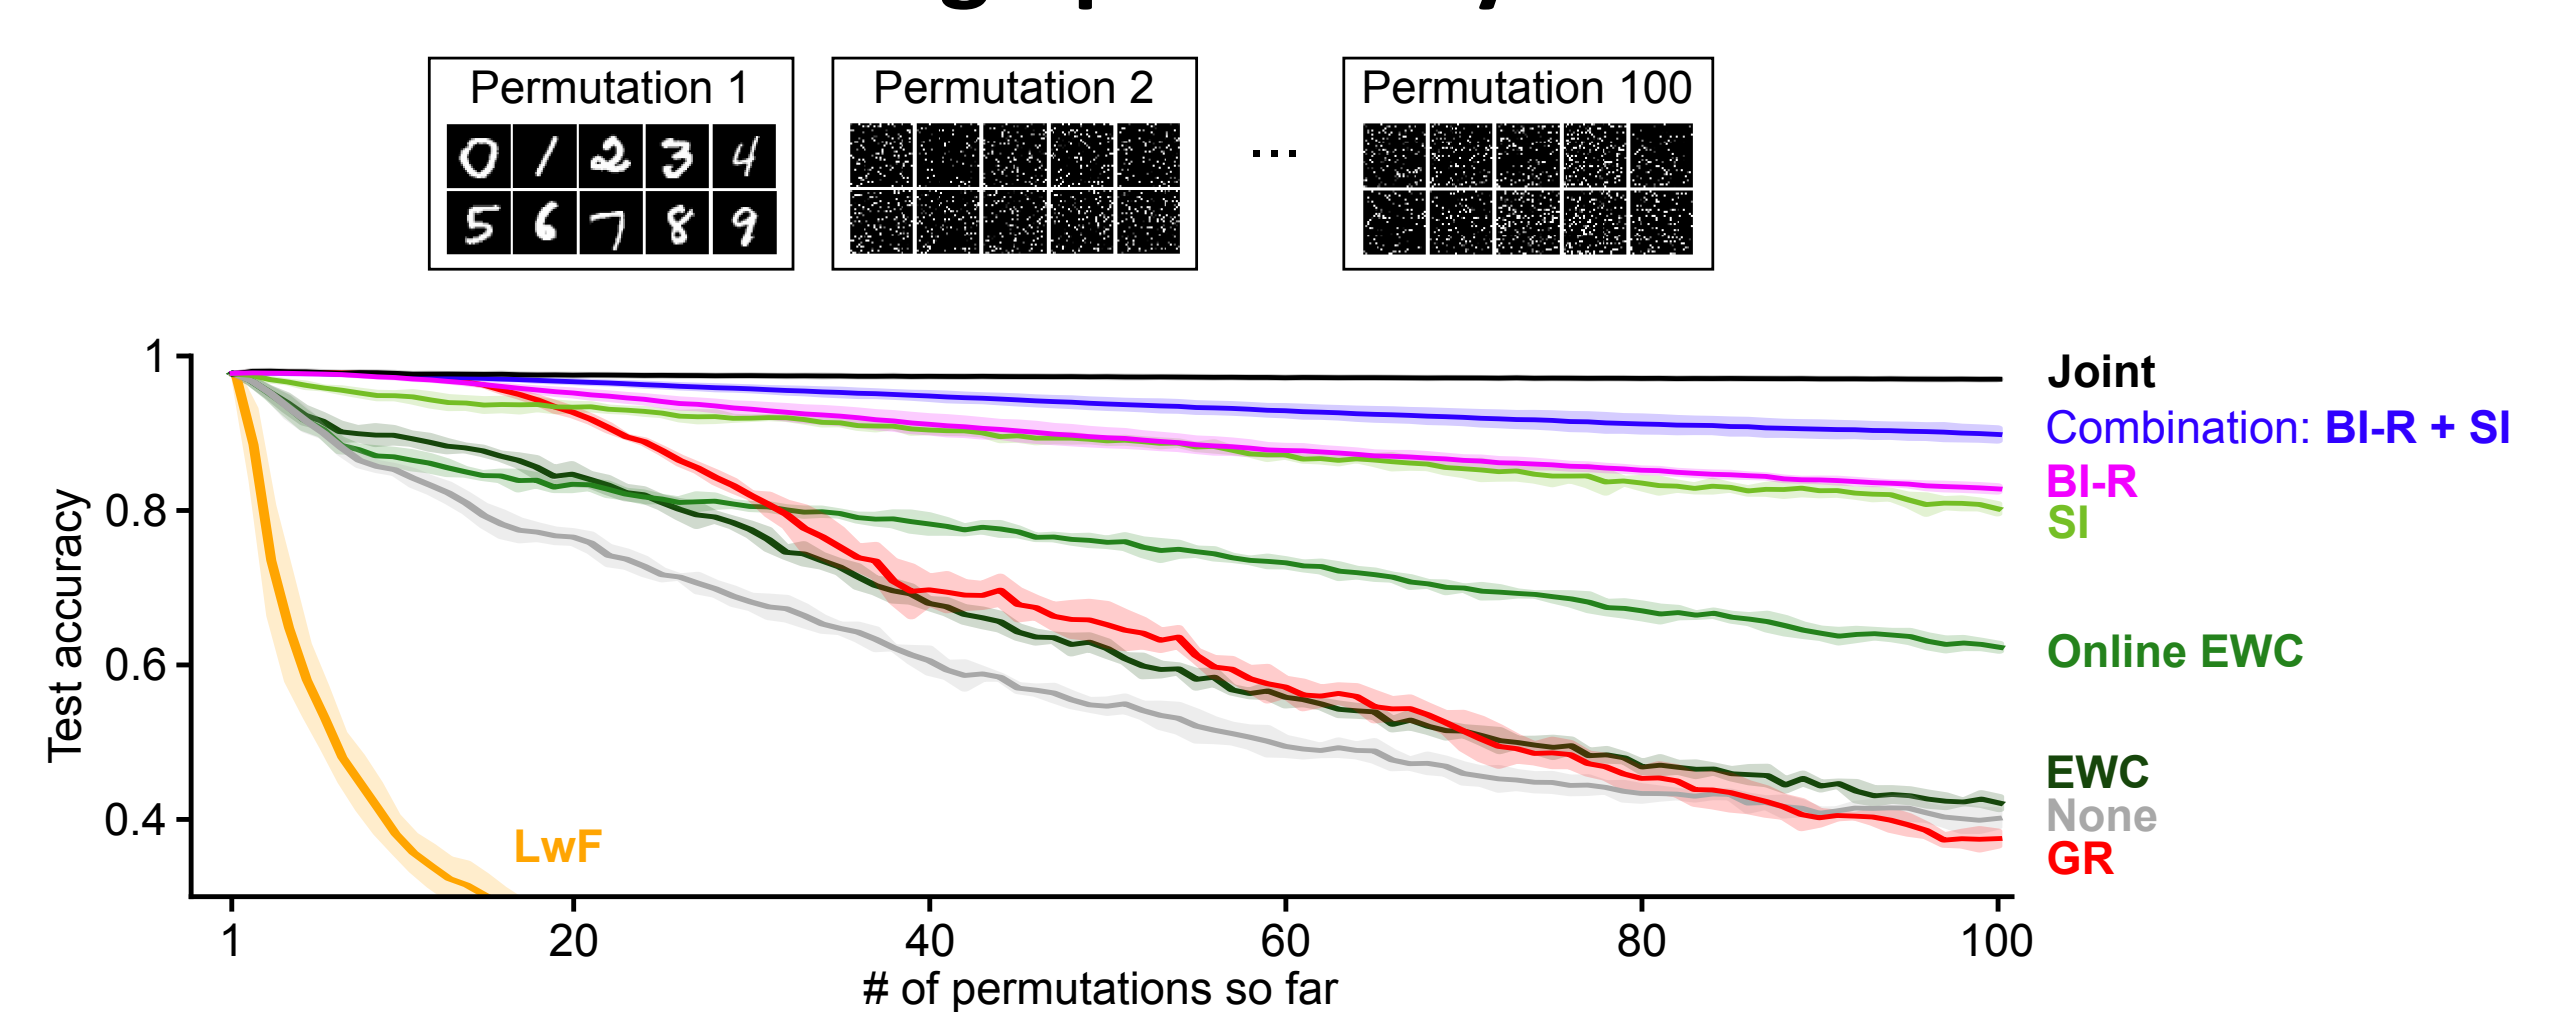 Permutation 1
Permutation 2
...
Permutation 100
0 1 2 3 4
5 6 7 8 9
Test accuracy
1
0.8
0.6
0.4
Joint
Combination: BI-R + SI
BI-R
SI
Online EWC
EWC
None
GR
LwF
1 20 40 60 80 100
# of permutations so far